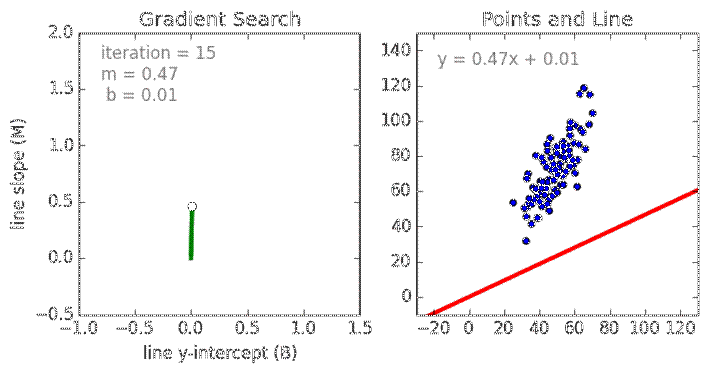 Gradient Search
iteration = 15
m = 0.47
b = 0.01
2.0
1.5
1.0
0.5
0.0
−0.5
−1.0 −0.5 0.0 0.5 1.0 1.5
line slope (M)
line y-intercept (B)
Points and Line
y = 0.47x + 0.01
140
120
100
80
60
40
20
0
−20 0 20 40 60 80 100 120